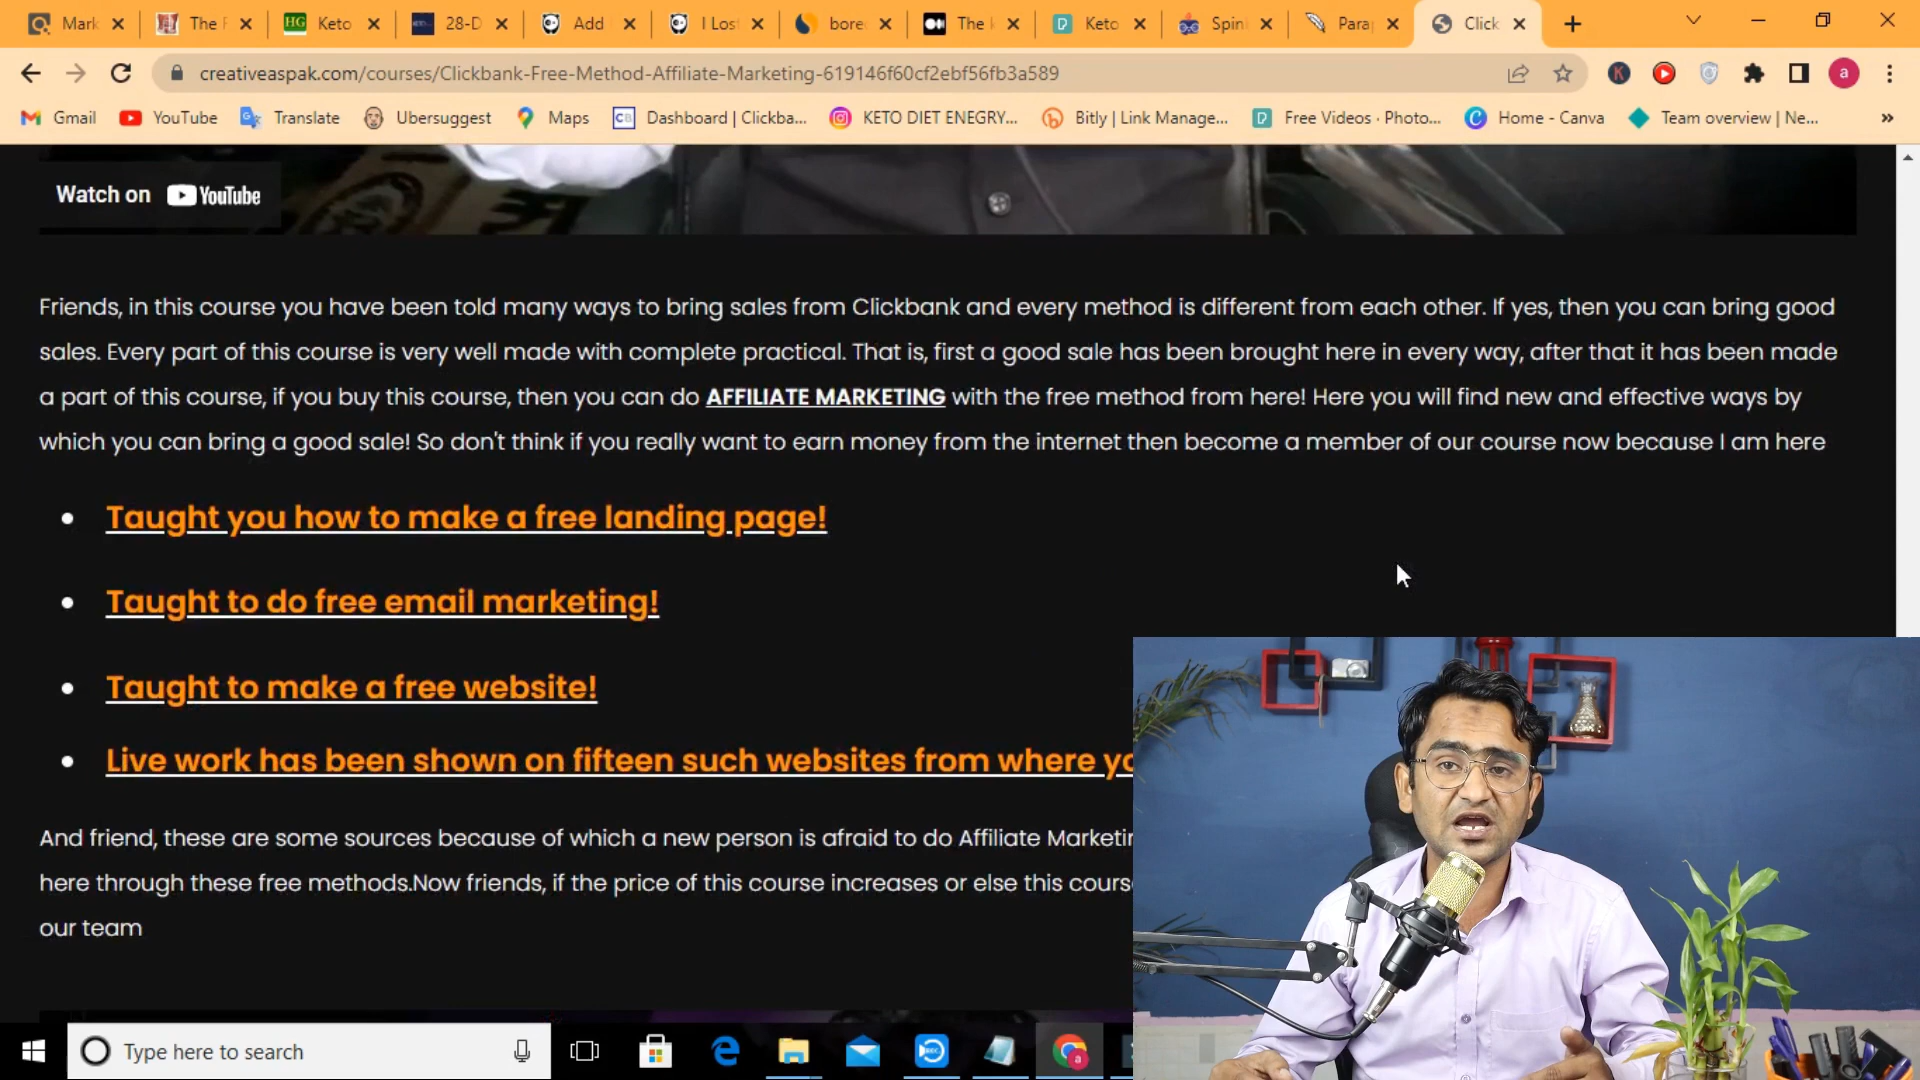 Mark
The F
HG
Keto
28-D
Add
I Los
bore
The k
Keto
Spin
Para
Click
creativeaspak.com/courses/Clickbank-Free-Method-Affiliate-Marketing-619146f60cf2ebf56fb3a589
K
a
Gmail
YouTube
Translate
Ubersuggest
Maps
CB
Dashboard | Clickba...
KETO DIET ENEGRY...
Bitly | Link Manage...
Free Videos · Photo...
Home - Canva
Team overview | Ne...
»
Watch on YouTube
Friends, in this course you have been told many ways to bring sales from Clickbank and every method is different from each other. If yes, then you can bring good
sales. Every part of this course is very well made with complete practical. That is, first a good sale has been brought here in every way, after that it has been made
a part of this course, if you buy this course, then you can do AFFILIATE MARKETING with the free method from here! Here you will find new and effective ways by
which you can bring a good sale! So don't think if you really want to earn money from the internet then become a member of our course now because I am here
• Taught you how to make a free landing page!
• Taught to do free email marketing!
• Taught to make a free website!
• Live work has been shown on fifteen such websites from where yo
And friend, these are some sources because of which a new person is afraid to do Affiliate Marketin
here through these free methods.Now friends, if the price of this course increases or else this cours
our team
Type here to search